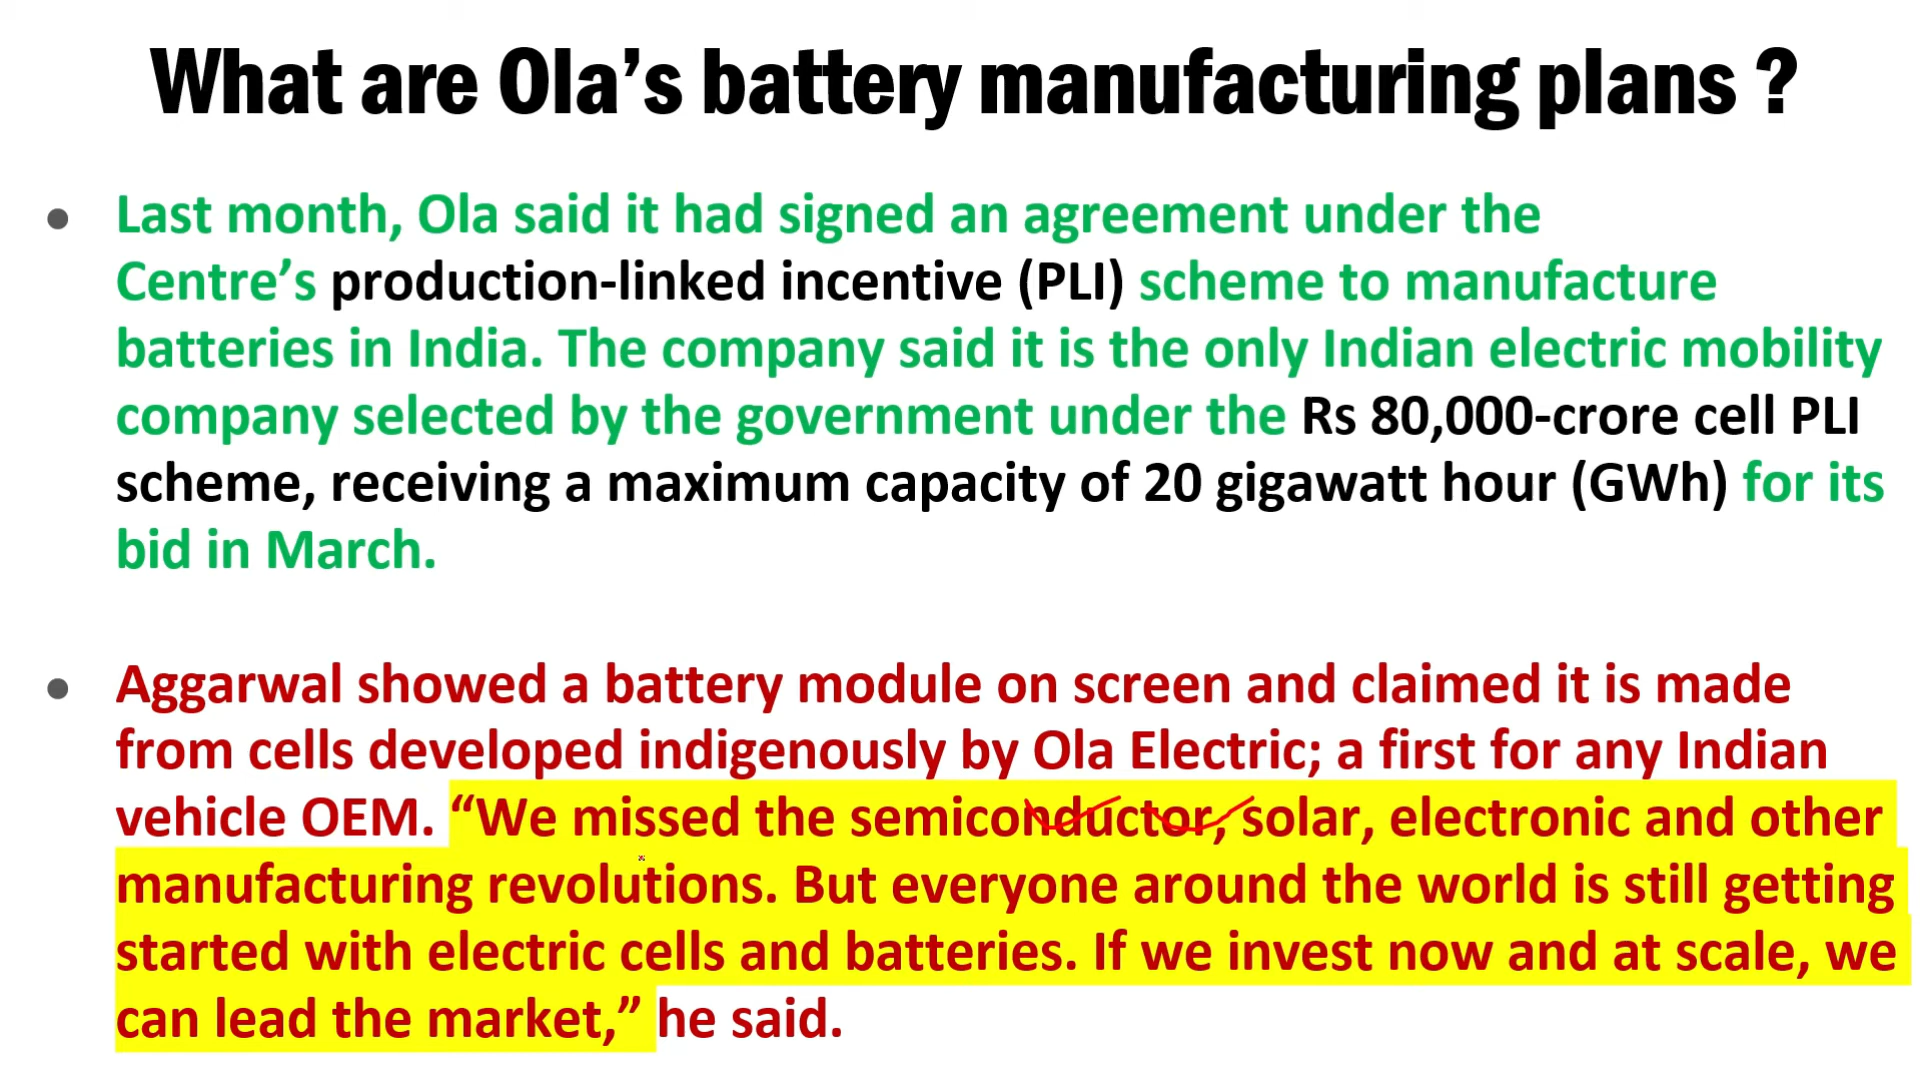 What are Ola’s battery manufacturing plans ?
● Last month, Ola said it had signed an agreement under the
Centre’s production-linked incentive (PLI) scheme to manufacture
batteries in India. The company said it is the only Indian electric mobility
company selected by the government under the Rs 80,000-crore cell PLI
scheme, receiving a maximum capacity of 20 gigawatt hour (GWh) for its
bid in March.
● Aggarwal showed a battery module on screen and claimed it is made
from cells developed indigenously by Ola Electric; a first for any Indian
vehicle OEM. “We missed the semiconductor, solar, electronic and other
manufacturing revolutions. But everyone around the world is still getting
started with electric cells and batteries. If we invest now and at scale, we
can lead the market,” he said.